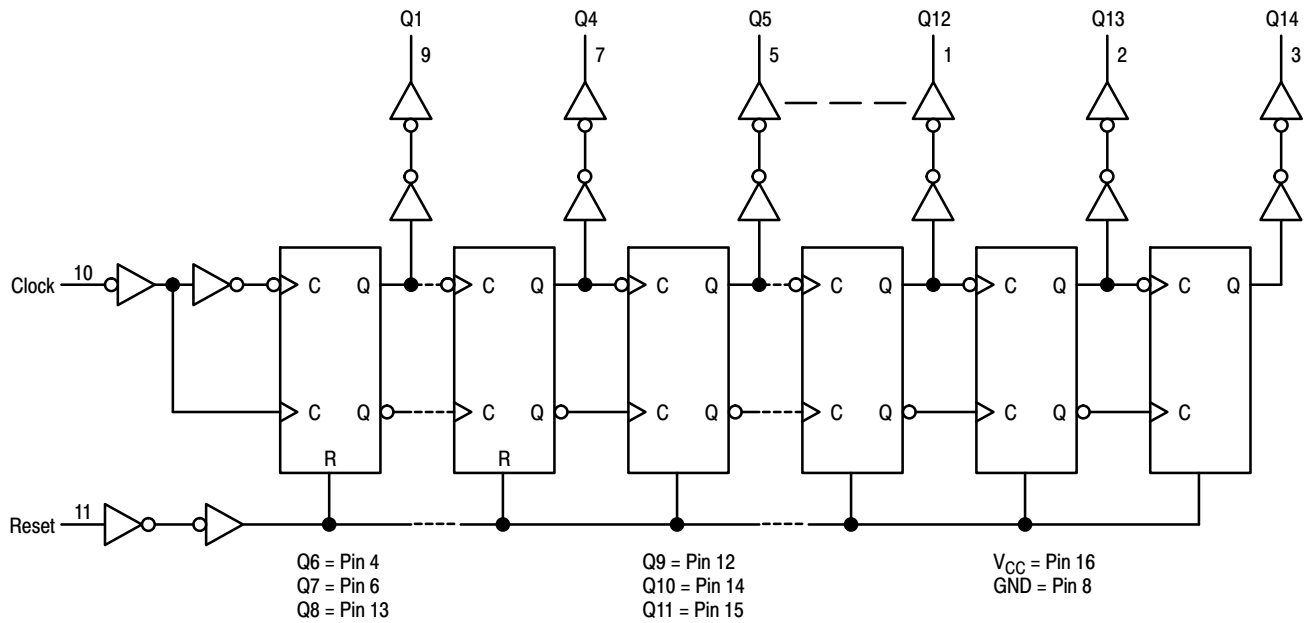 Q1 Q4 Q5 Q12 Q13 Q14
9 7 5 1 2 3
Clock 10 C Q C Q C Q C Q C Q C Q
C Q C Q C Q C Q C Q C
R R
Reset 11
Q6 = Pin 4
Q7 = Pin 6
Q8 = Pin 13
Q9 = Pin 12
Q10 = Pin 14
Q11 = Pin 15
VCC = Pin 16
GND = Pin 8